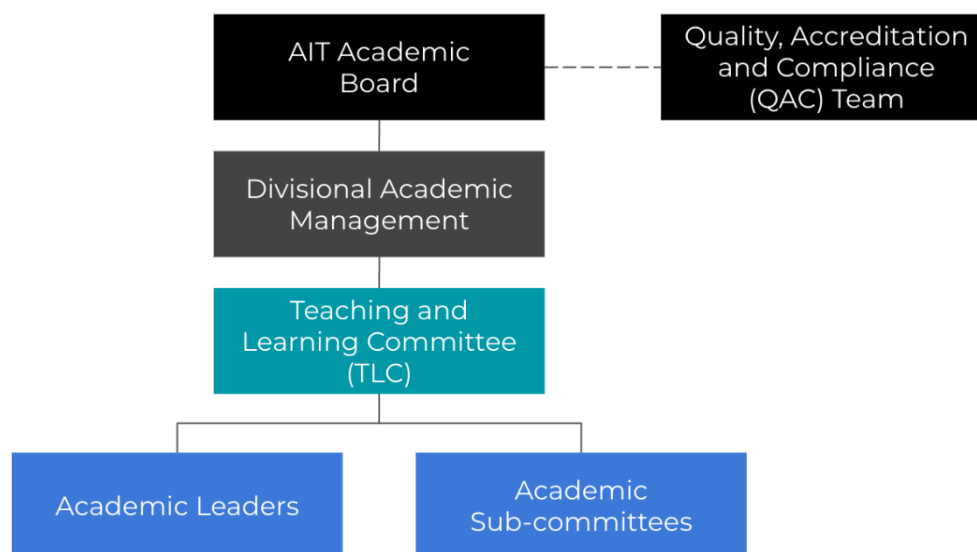 AIT Academic
Board
Quality, Accreditation
and Compliance
(QAC) Team
Divisional Academic
Management
Teaching and
Learning Committee
(TLC)
Academic Leaders
Academic
Sub-committees